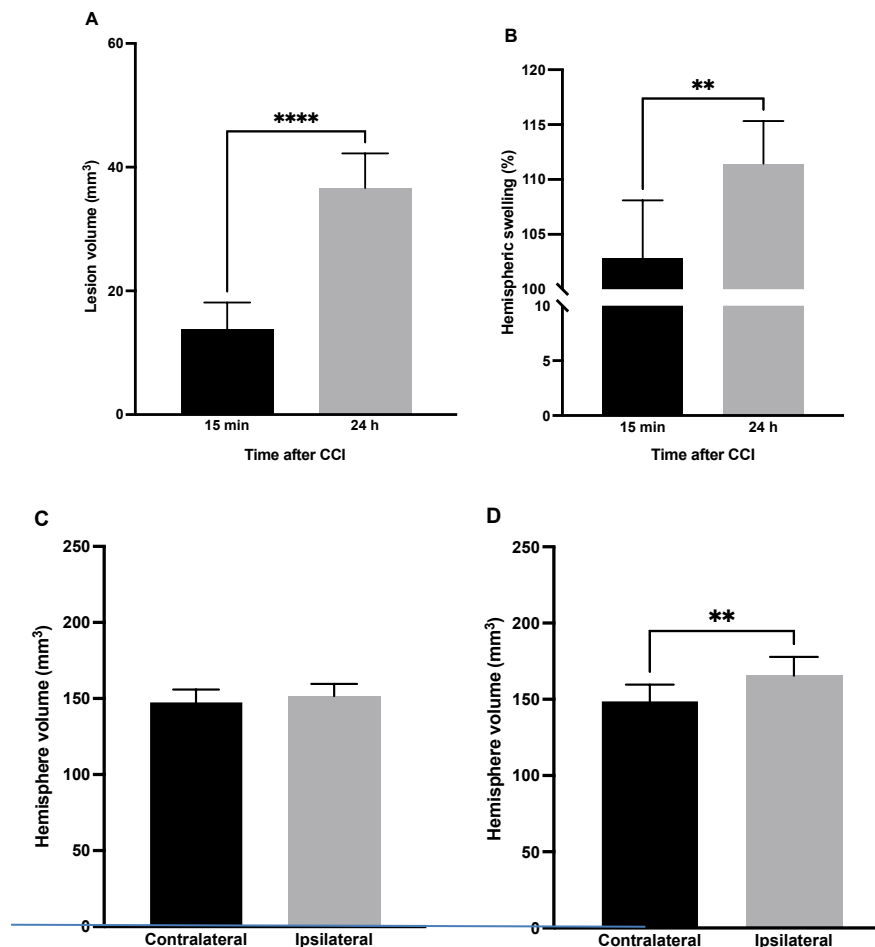 A
60
40
20
0
Lesion volume (mm³)
****
15 min
24 h
Time after CCI
B
120
115
110
105
100
10
5
0
Hemispheric swelling (%)
**
15 min
24 h
Time after CCI
C
250
200
150
100
50
0
Hemisphere volume (mm³)
Contralateral
Ipsilateral
D
250
200
150
100
50
0
Hemisphere volume (mm³)
**
Contralateral
Ipsilateral